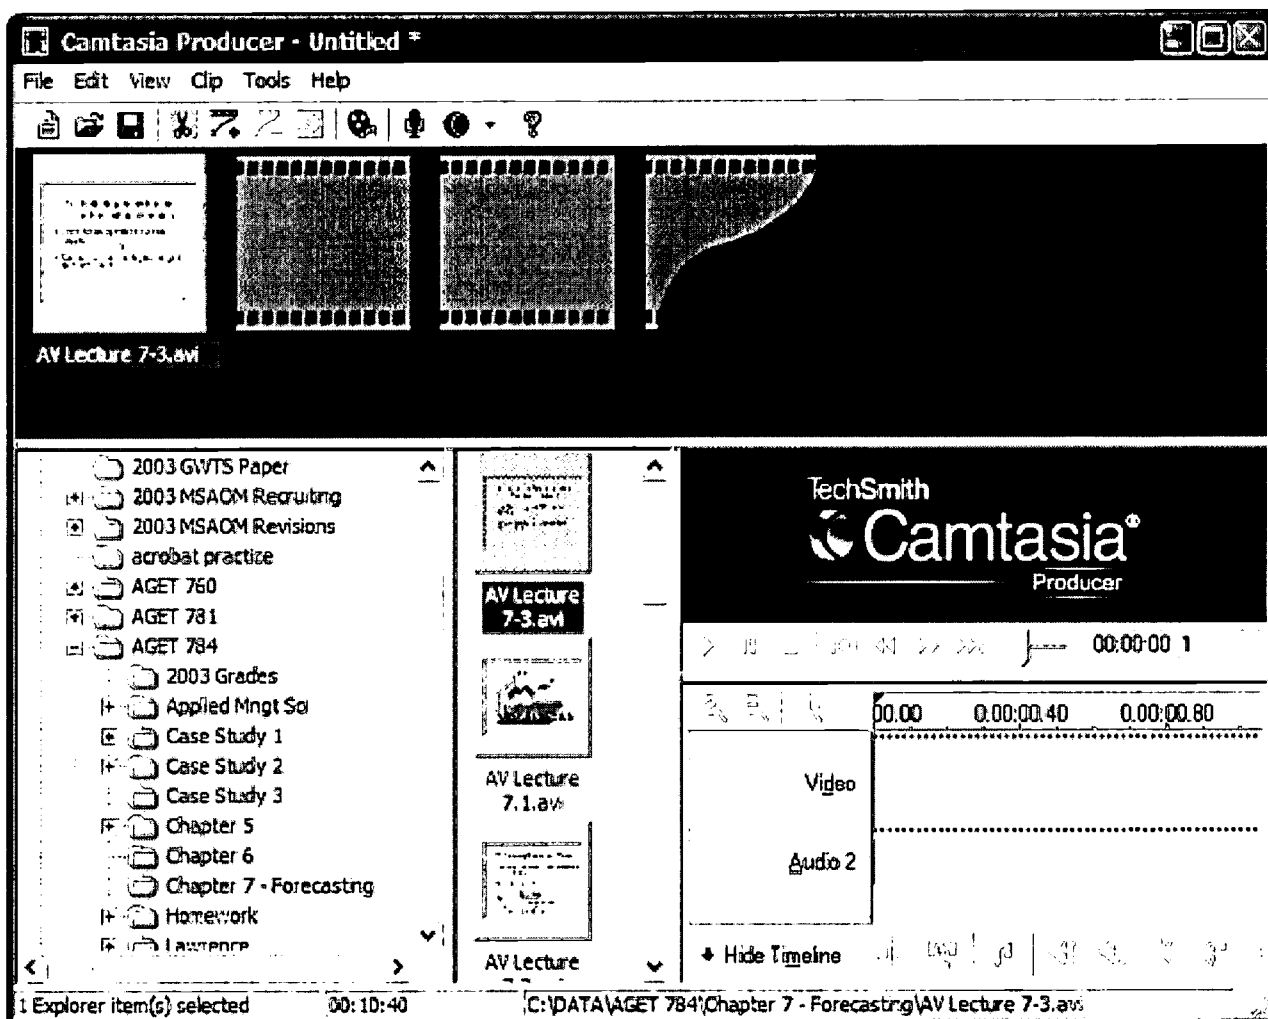 Camtasia Producer - Untitled *
File Edit View Clip Tools Help
AV Lecture 7-3.avi
2003 GWTS Paper
2003 MSAOM Recruiting
2003 MSAOM Revisions
acrobat practice
AGET 760
AGET 781
AGET 784
2003 Grades
Applied Mngt Sci
Case Study 1
Case Study 2
Case Study 3
Chapter 5
Chapter 6
Chapter 7 - Forecasting
Homework
Lawrence
AV Lecture
7-3.avi
AV Lecture
7.1.avi
AV Lecture
TechSmith
Camtasia®
Producer
00:00:00 1
00.00 0.00:00.40 0.00:00.80
Video
Audio 2
Hide Timeline
1 Explorer item(s) selected 00:10:40 C:\DATA\AGET 784\Chapter 7 - Forecasting\AV Lecture 7-3.avi